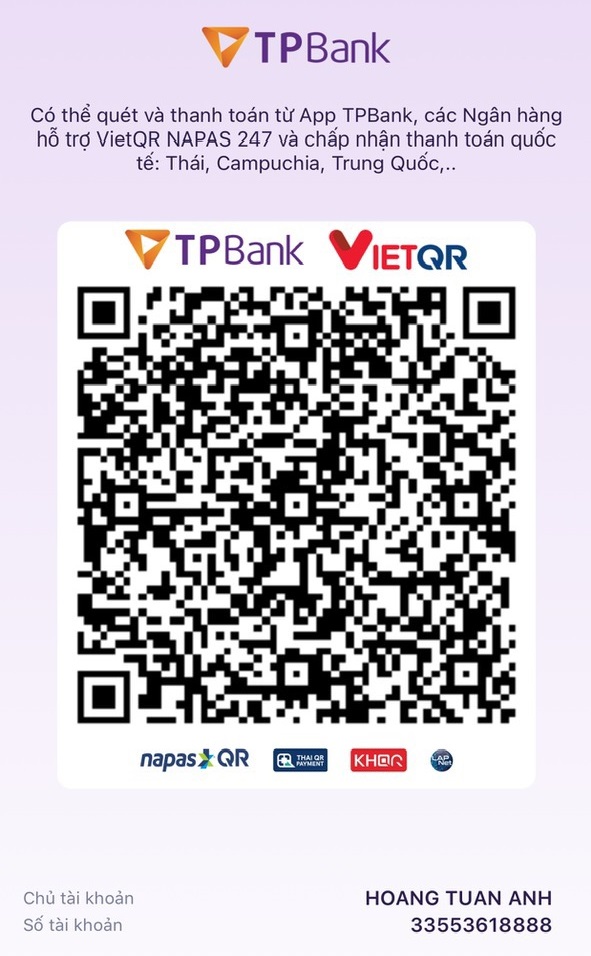 TPBank
Có thể quét và thanh toán từ App TPBank, các Ngân hàng
hỗ trợ VietQR NAPAS 247 và chấp nhận thanh toán quốc
tế: Thái, Campuchia, Trung Quốc,..
TPBank VIETQR
napas QR THAI QR PAYMENT KHQR LAPNet
Chủ tài khoản HOANG TUAN ANH
Số tài khoản 33553618888